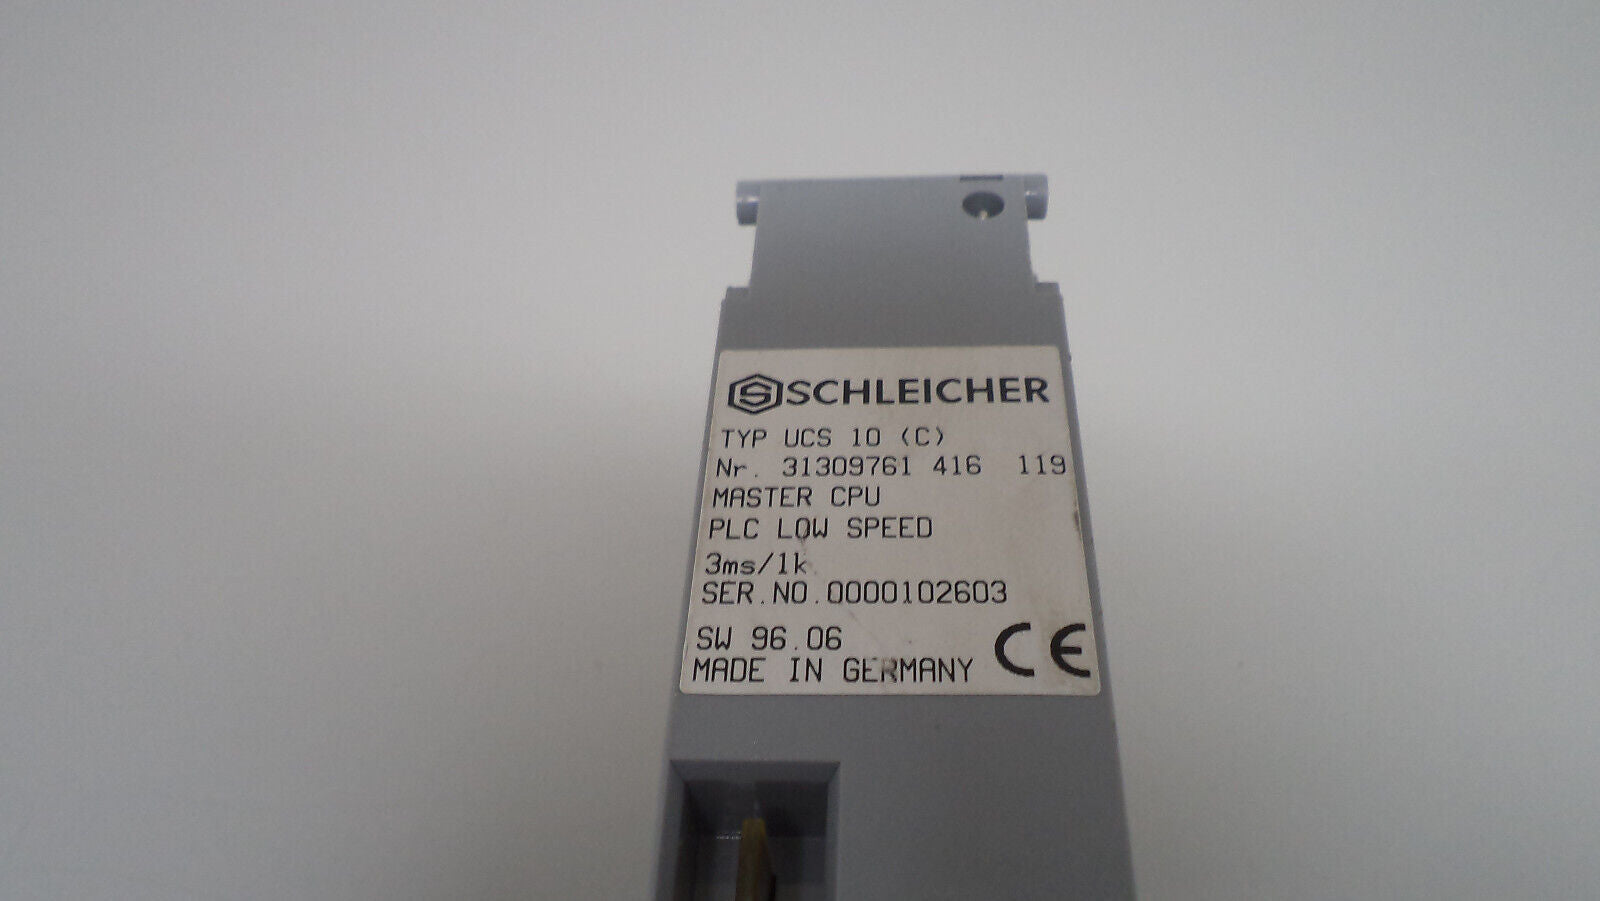 SCHLEICHER
TYP UCS 10 (C)
Nr. 31309761 416 119
MASTER CPU
PLC LOW SPEED
3ms/1k
SER.NO.0000102603
SW 96.06
MADE IN GERMANY CE